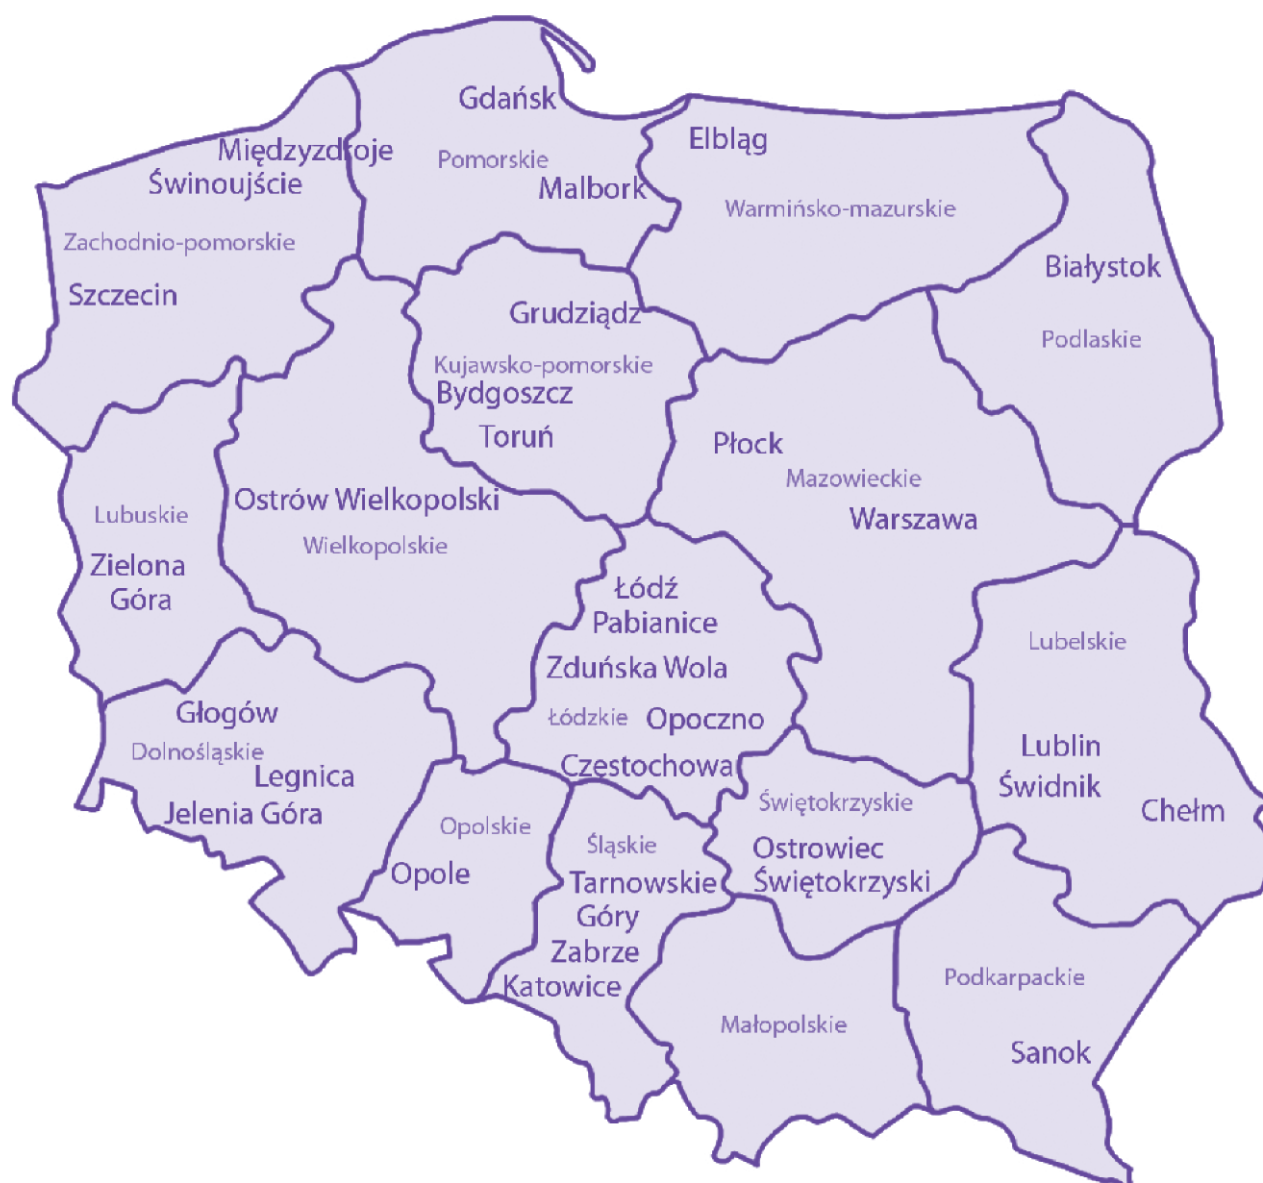 Gdańsk
Elbląg
Międzyzdroje
Pomorskie
Świnoujście
Malbork
Warmińsko-mazurskie
Zachodnio-pomorskie
Białystok
Szczecin
Grudziądz
Podlaskie
Kujawsko-pomorskie
Bydgoszcz
Toruń
Płock
Mazowieckie
Ostrów Wielkopolski
Lubuskie
Warszawa
Wielkopolskie
Zielona
Góra
Łódź
Pabianice
Lubelskie
Zduńska Wola
Głogów
Łódzkie
Opoczno
Dolnośląskie
Lublin
Legnica
Częstochowa
Świdnik
Jelenia Góra
Świętokrzyskie
Chełm
Opolskie
Śląskie
Ostrowiec
Świętokrzyski
Opole
Tarnowskie
Góry
Zabrze
Katowice
Podkarpackie
Małopolskie
Sanok